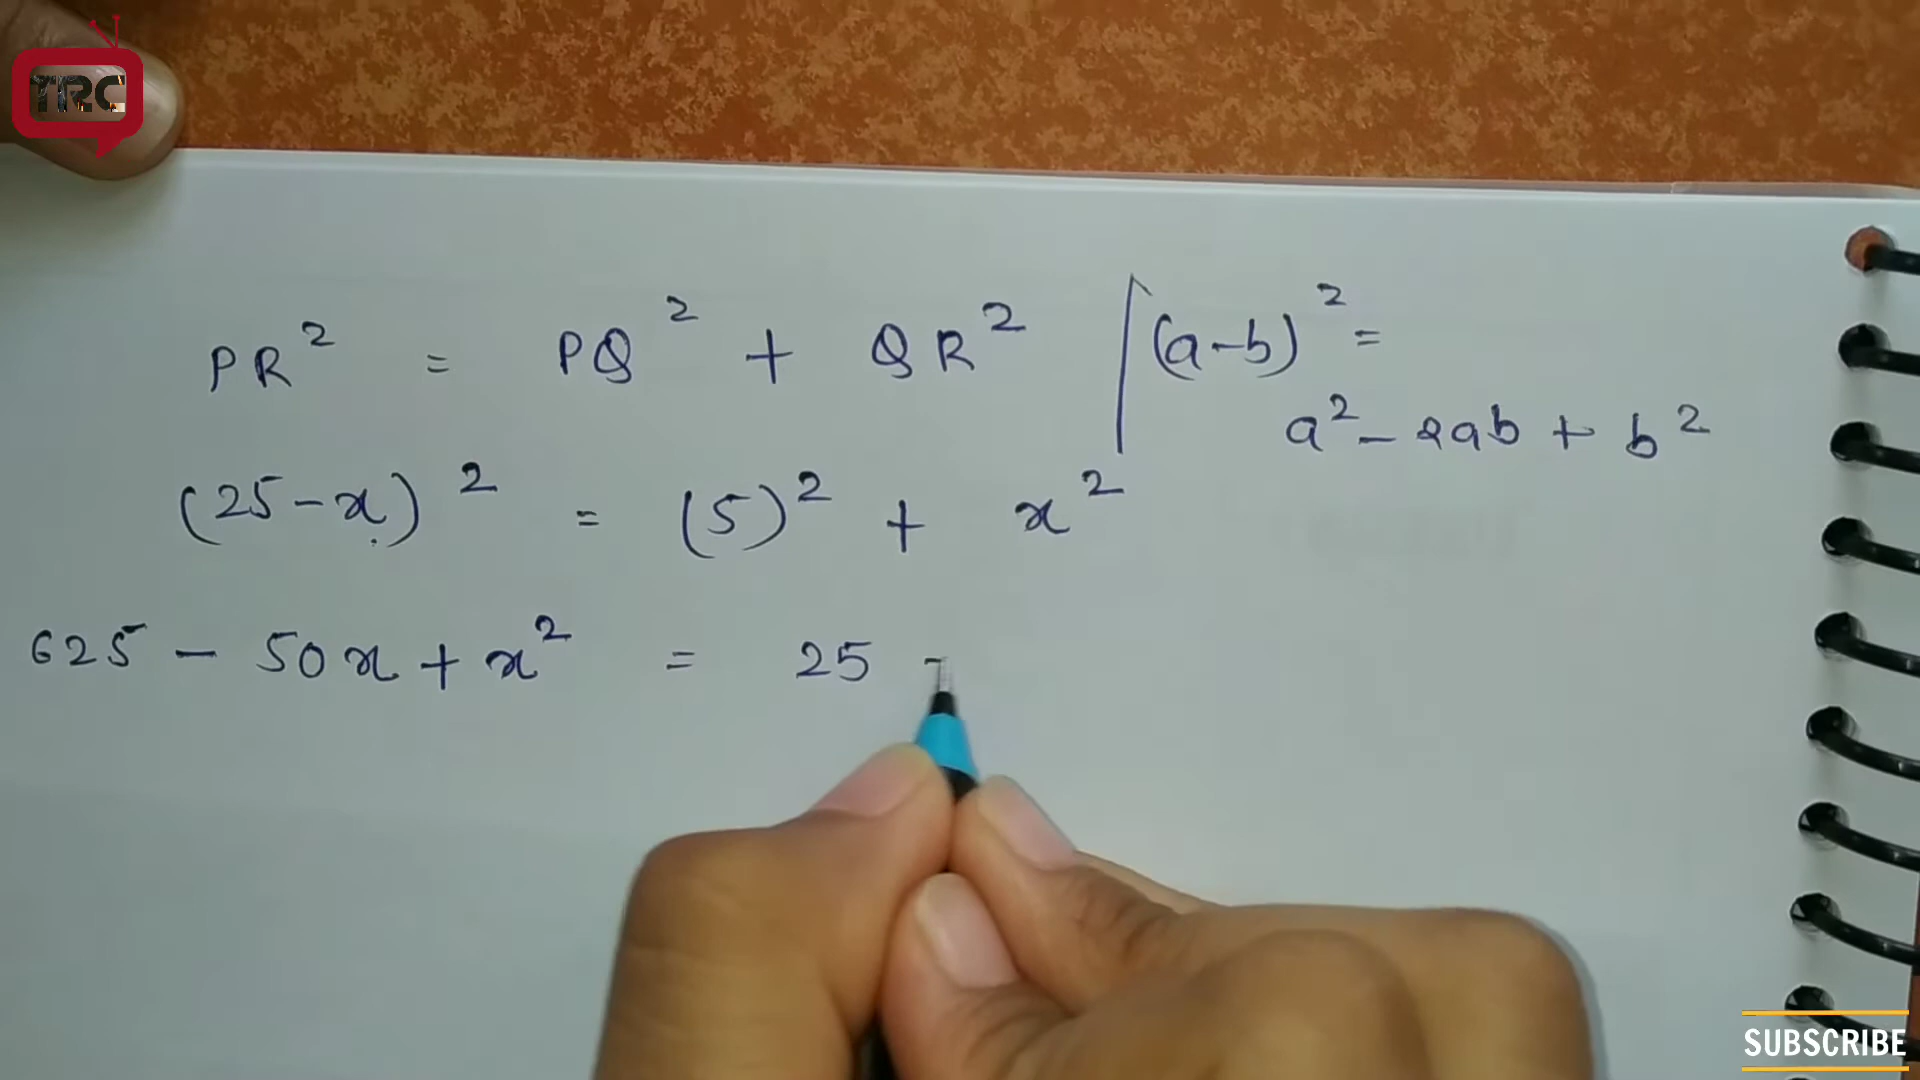 TRC
PR² = PQ² + QR²
(a-b)² =
a² - 2ab + b²
(25-x)² = (5)² + x²
625 - 50x + x² = 25
SUBSCRIBE